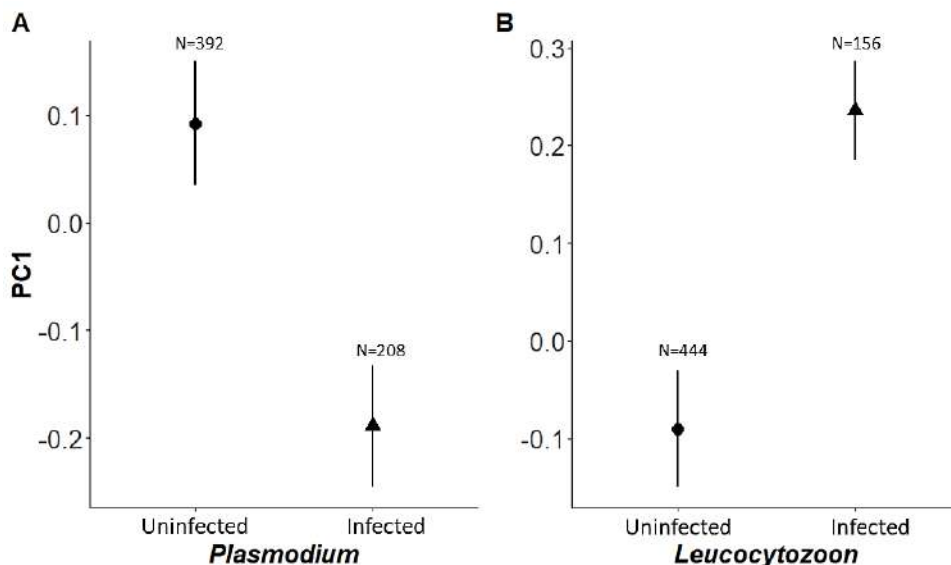 A
N=392
0.1
0.0
-0.1
-0.2
PC1
N=208
Uninfected Infected
Plasmodium
B
0.3
N=156
0.2
0.1
0.0
N=444
-0.1
Uninfected Infected
Leucocytozoon